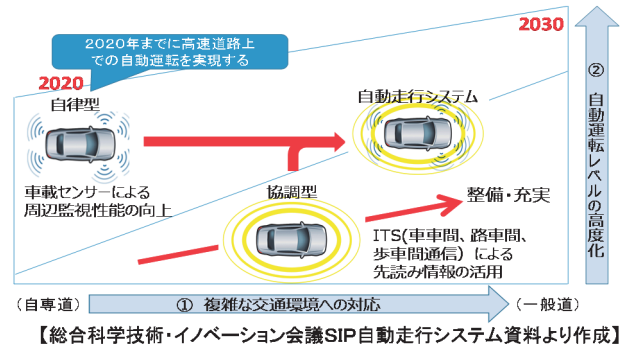 2020年までに高速道路上
での自動運転を実現する
2030
2020
自律型
自動走行システム
車載センサーによる
周辺監視性能の向上
協調型
整備・充実
ITS(車車間、路車間、
歩車間通信）による
先読み情報の活用
② 自動運転レベルの高度化
（自専道）
① 複雑な交通環境への対応
（一般道）
【総合科学技術・イノベーション会議SIP自動走行システム資料より作成】